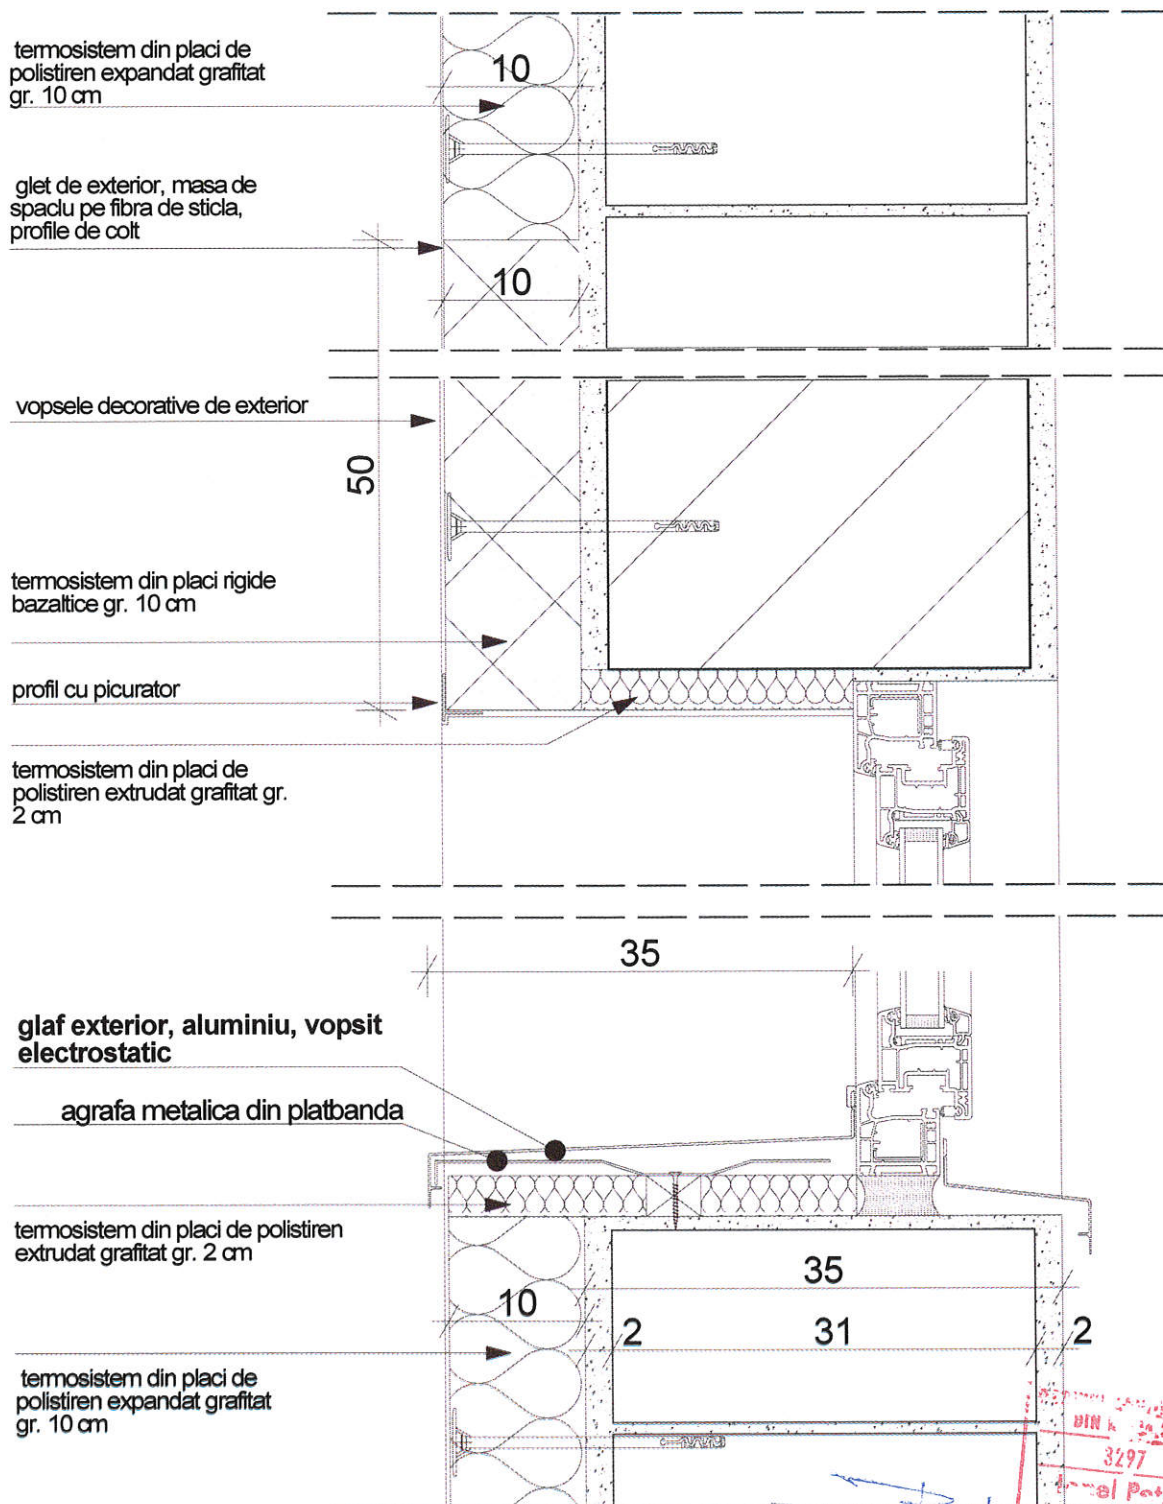 termosistem din placi de
polistiren expandat grafitat
gr. 10 cm
10
glet de exterior, masa de
spaclu pe fibra de sticla,
profile de colt
10
vopsele decorative de exterior
50
termosistem din placi rigide
bazaltice gr. 10 cm
profil cu picurator
termosistem din placi de
polistiren extrudat grafitat gr.
2 cm
35
glaf exterior, aluminiu, vopsit
electrostatic
agrafa metalica din platbanda
termosistem din placi de polistiren
extrudat grafitat gr. 2 cm
35
10
2
31
2
termosistem din placi de
polistiren expandat grafitat
gr. 10 cm
DIN
3297